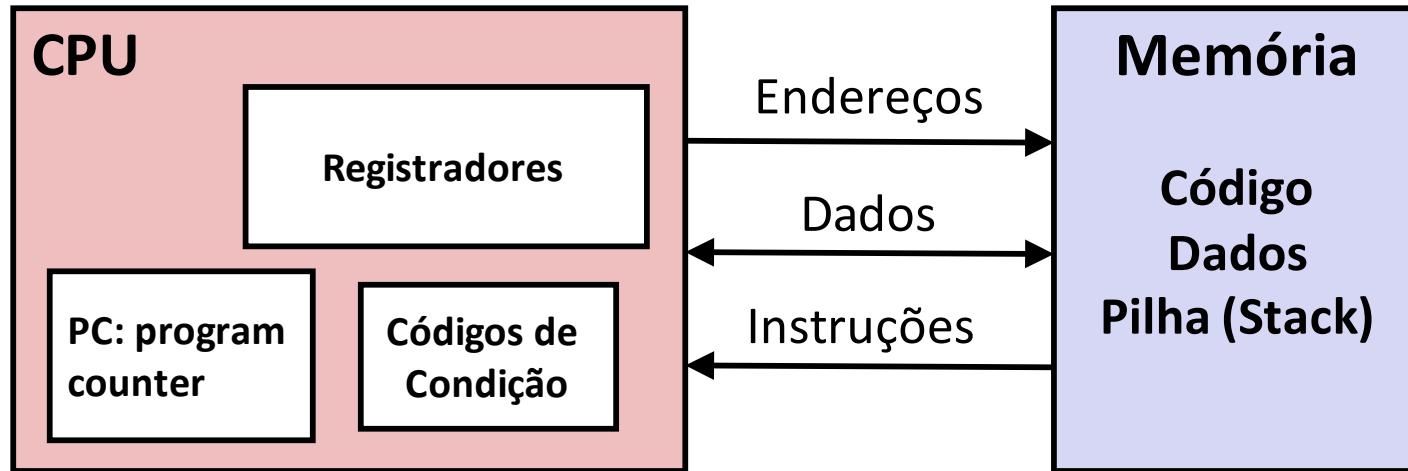 CPU
Registradores
PC: program
counter
Códigos de
Condição
Endereços
Dados
Instruções
Memória
Código
Dados
Pilha (Stack)